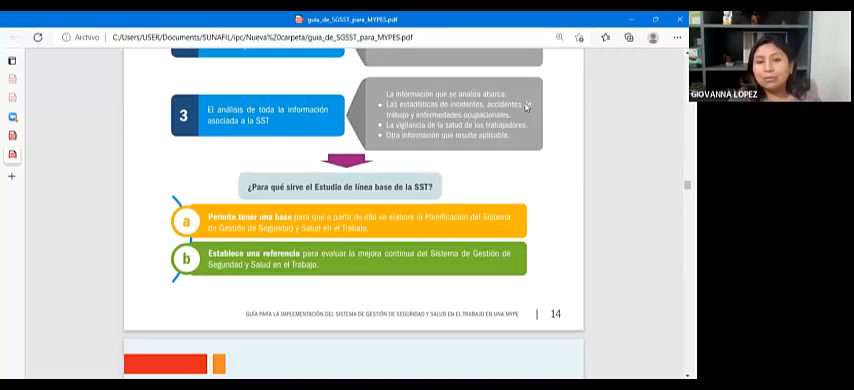 guia_de_SGSST_para_MYPES.pdf
Archivo | C:/Users/USER/Documents/SUNAFIL/ipc/Nueva%20carpeta/guia_de_SGSST_para_MYPES.pdf
GIOVANNA LOPEZ
3
El análisis de toda la información
asociada a la SST
La información que se analiza abarca:
• Las estadísticas de incidentes, accidentes de
trabajo y enfermedades ocupacionales.
• La vigilancia de la salud de los trabajadores.
• Otra información que resulte aplicable.
¿Para qué sirve el Estudio de línea base de la SST?
a
Permite tener una base para que a partir de ello se elabore la Planificación del Sistema
de Gestión de Seguridad y Salud en el Trabajo.
b
Establece una referencia para evaluar la mejora continua del Sistema de Gestión de
Seguridad y Salud en el Trabajo.
GUÍA PARA LA IMPLEMENTACIÓN DEL SISTEMA DE GESTIÓN DE SEGURIDAD Y SALUD EN EL TRABAJO EN UNA MYPE | 14